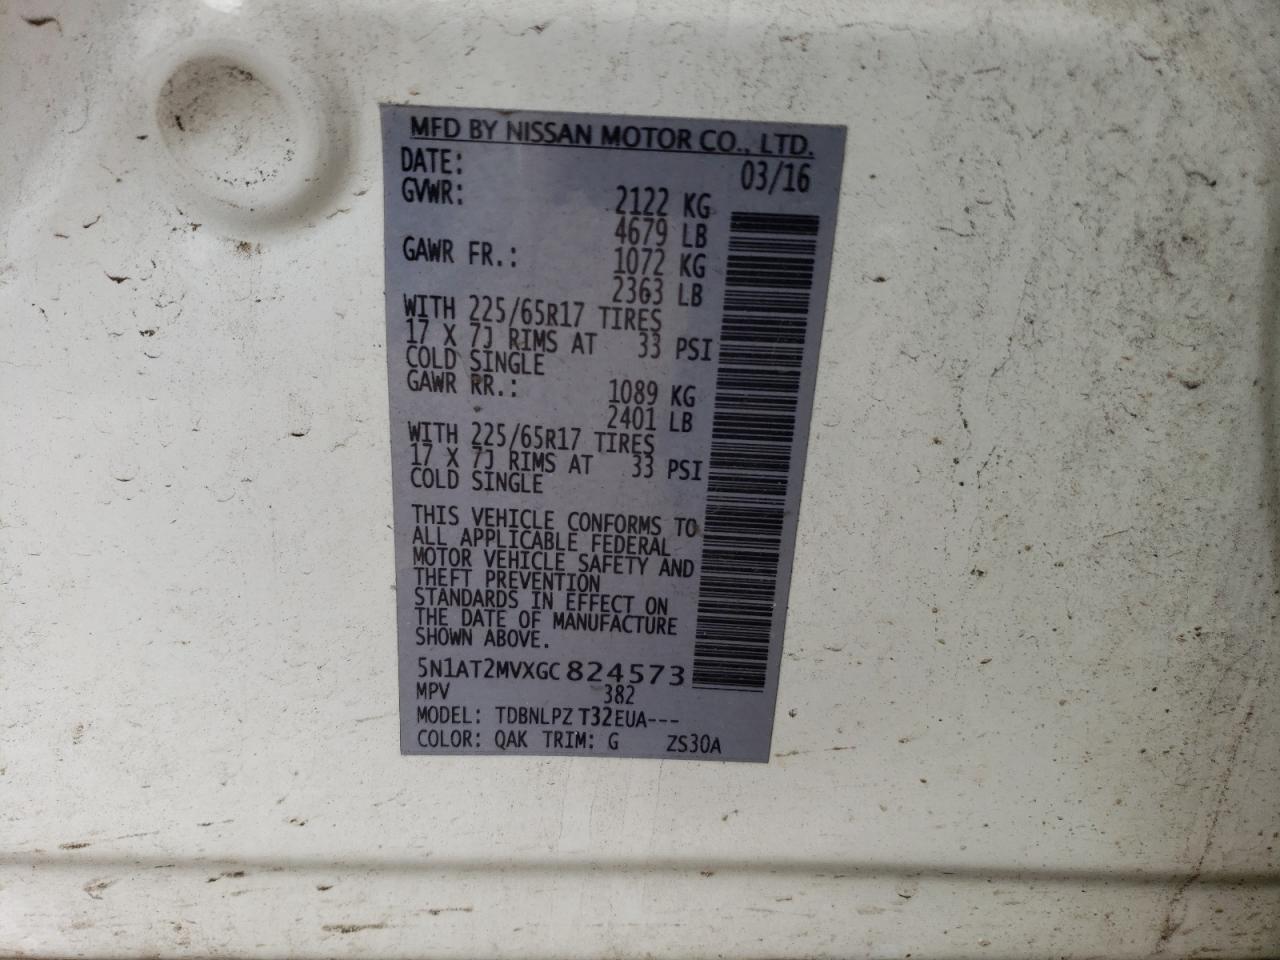 MFD BY NISSAN MOTOR CO., LTD.
DATE: 03/16
GVWR: 2122 KG
4679 LB
GAWR FR.: 1072 KG
2363 LB
WITH 225/65R17 TIRES
17 X 7J RIMS AT 33 PSI
COLD SINGLE
GAWR RR.: 1089 KG
2401 LB
WITH 225/65R17 TIRES
17 X 7J RIMS AT 33 PSI
COLD SINGLE
THIS VEHICLE CONFORMS TO
ALL APPLICABLE FEDERAL
MOTOR VEHICLE SAFETY AND
THEFT PREVENTION
STANDARDS IN EFFECT ON
THE DATE OF MANUFACTURE
SHOWN ABOVE.
5N1AT2MVXGC824573
MPV 382
MODEL: TDBNLPZ T32EUA---
COLOR: QAK TRIM: G ZS30A